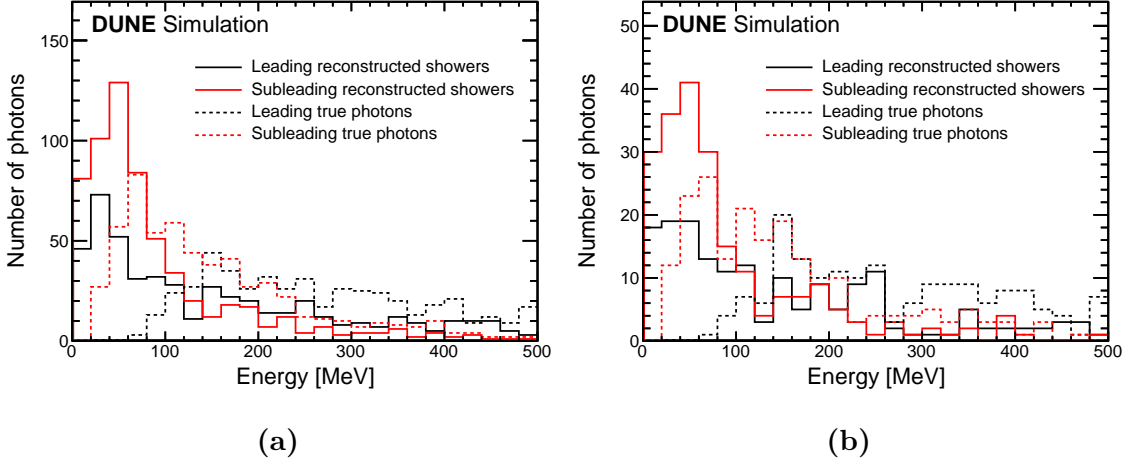 DUNE Simulation
Leading reconstructed showers
Subleading reconstructed showers
Leading true photons
Subleading true photons
Number of photons
150
100
50
0
0 100 200 300 400 500
Energy [MeV]
(a)
DUNE Simulation
Leading reconstructed showers
Subleading reconstructed showers
Leading true photons
Subleading true photons
Number of photons
50
40
30
20
10
0
0 100 200 300 400 500
Energy [MeV]
(b)